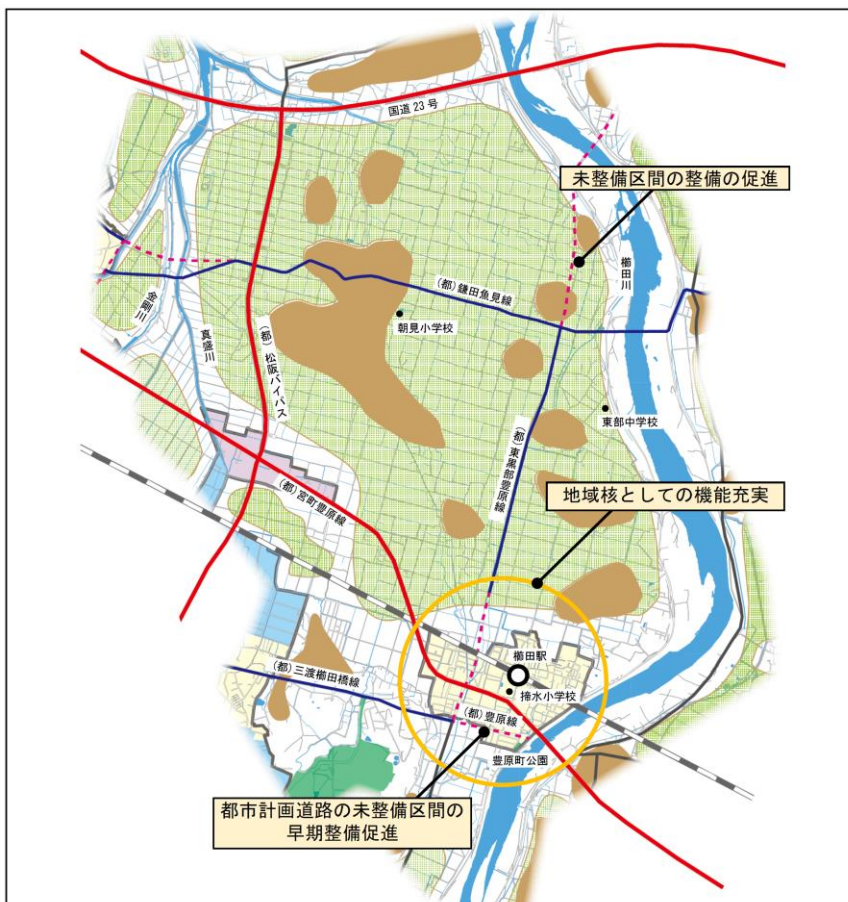 国道23号
未整備区間の整備の促進
櫛田川
(都)鎌田魚見線
金剛川
朝見小学校
真盛川
(都)松阪バイパス
東部中学校
(都)東黒部豊原線
地域核としての機能充実
(都)宮町豊原線
櫛田駅
(都)三渡櫛田橋線
揥水小学校
(都)豊原線
豊原町公園
都市計画道路の未整備区間の
早期整備促進